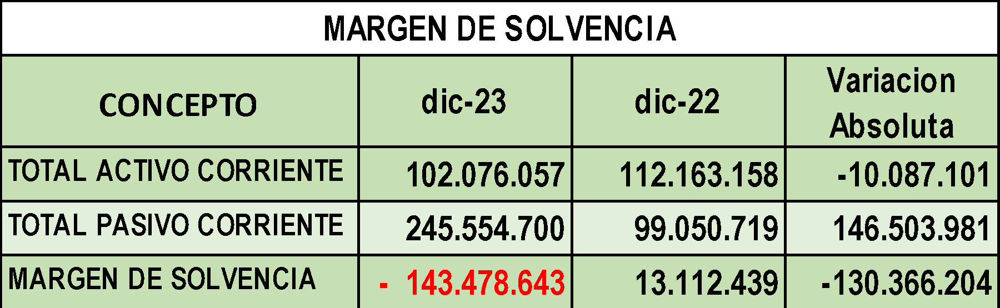 MARGEN DE SOLVENCIA
CONCEPTO dic-23 dic-22 Variacion Absoluta
TOTAL ACTIVO CORRIENTE 102.076.057 112.163.158 -10.087.101
TOTAL PASIVO CORRIENTE 245.554.700 99.050.719 146.503.981
MARGEN DE SOLVENCIA - 143.478.643 13.112.439 -130.366.204